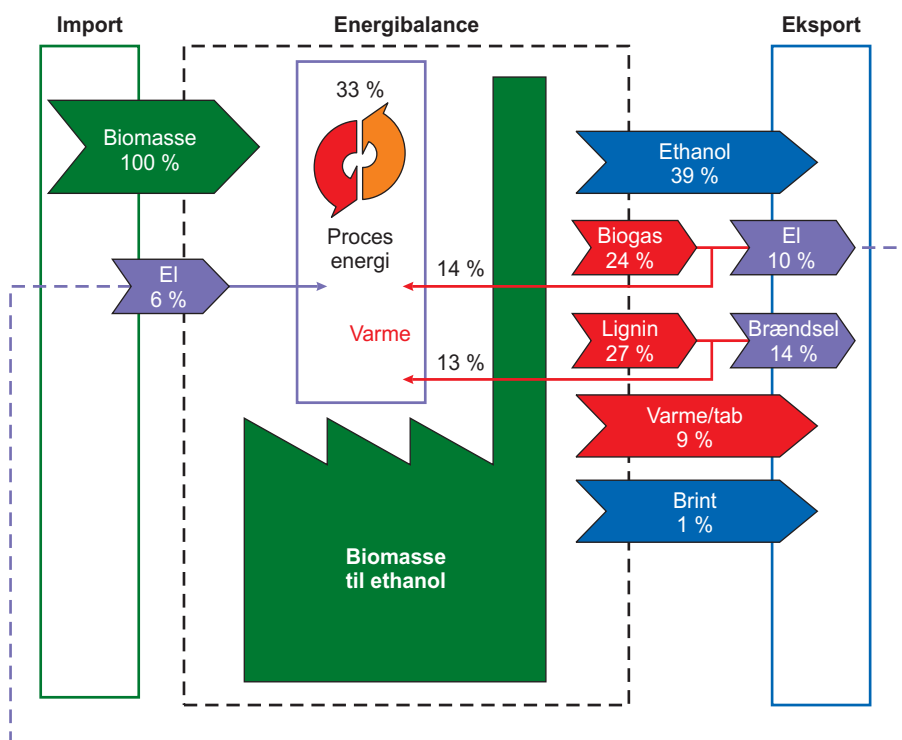 Import
Energibalance
Eksport
Biomasse
100 %
33 %
Proces
energi
Varme
El
6 %
14 %
13 %
Ethanol
39 %
Biogas
24 %
El
10 %
Lignin
27 %
Brændsel
14 %
Varme/tab
9 %
Brint
1 %
Biomasse
til ethanol